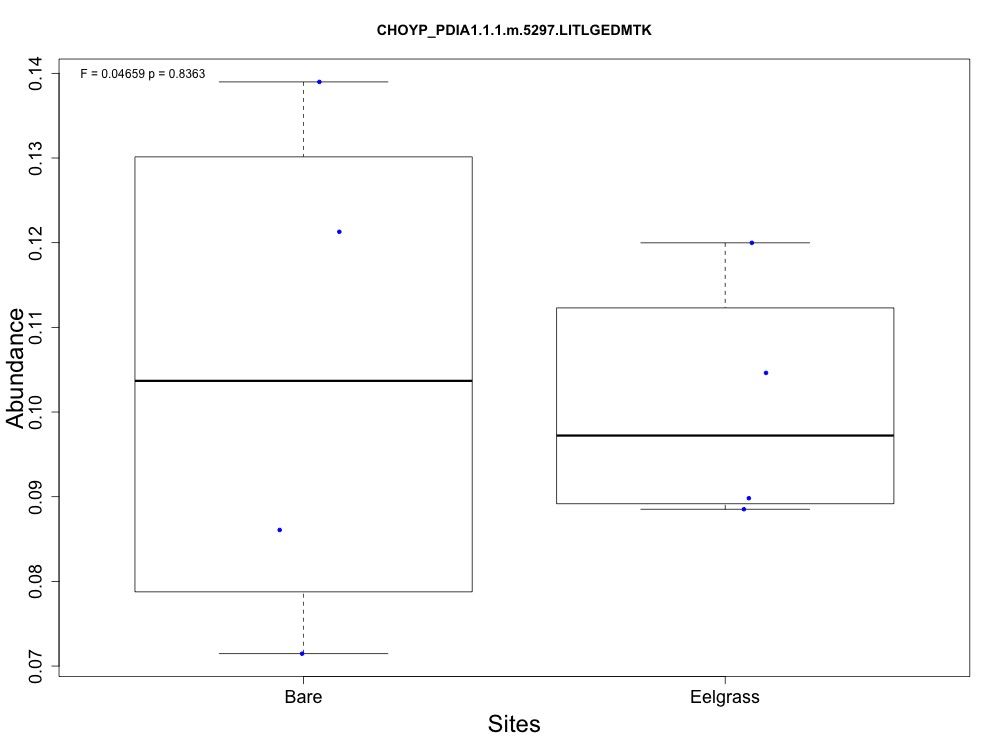 CHOYP_PDIA1.1.1.m.5297.LITLGEDMTK
F = 0.04659 p = 0.8363
0.14
0.13
0.12
0.11
0.10
0.09
0.08
0.07
Abundance
Bare
Eelgrass
Sites